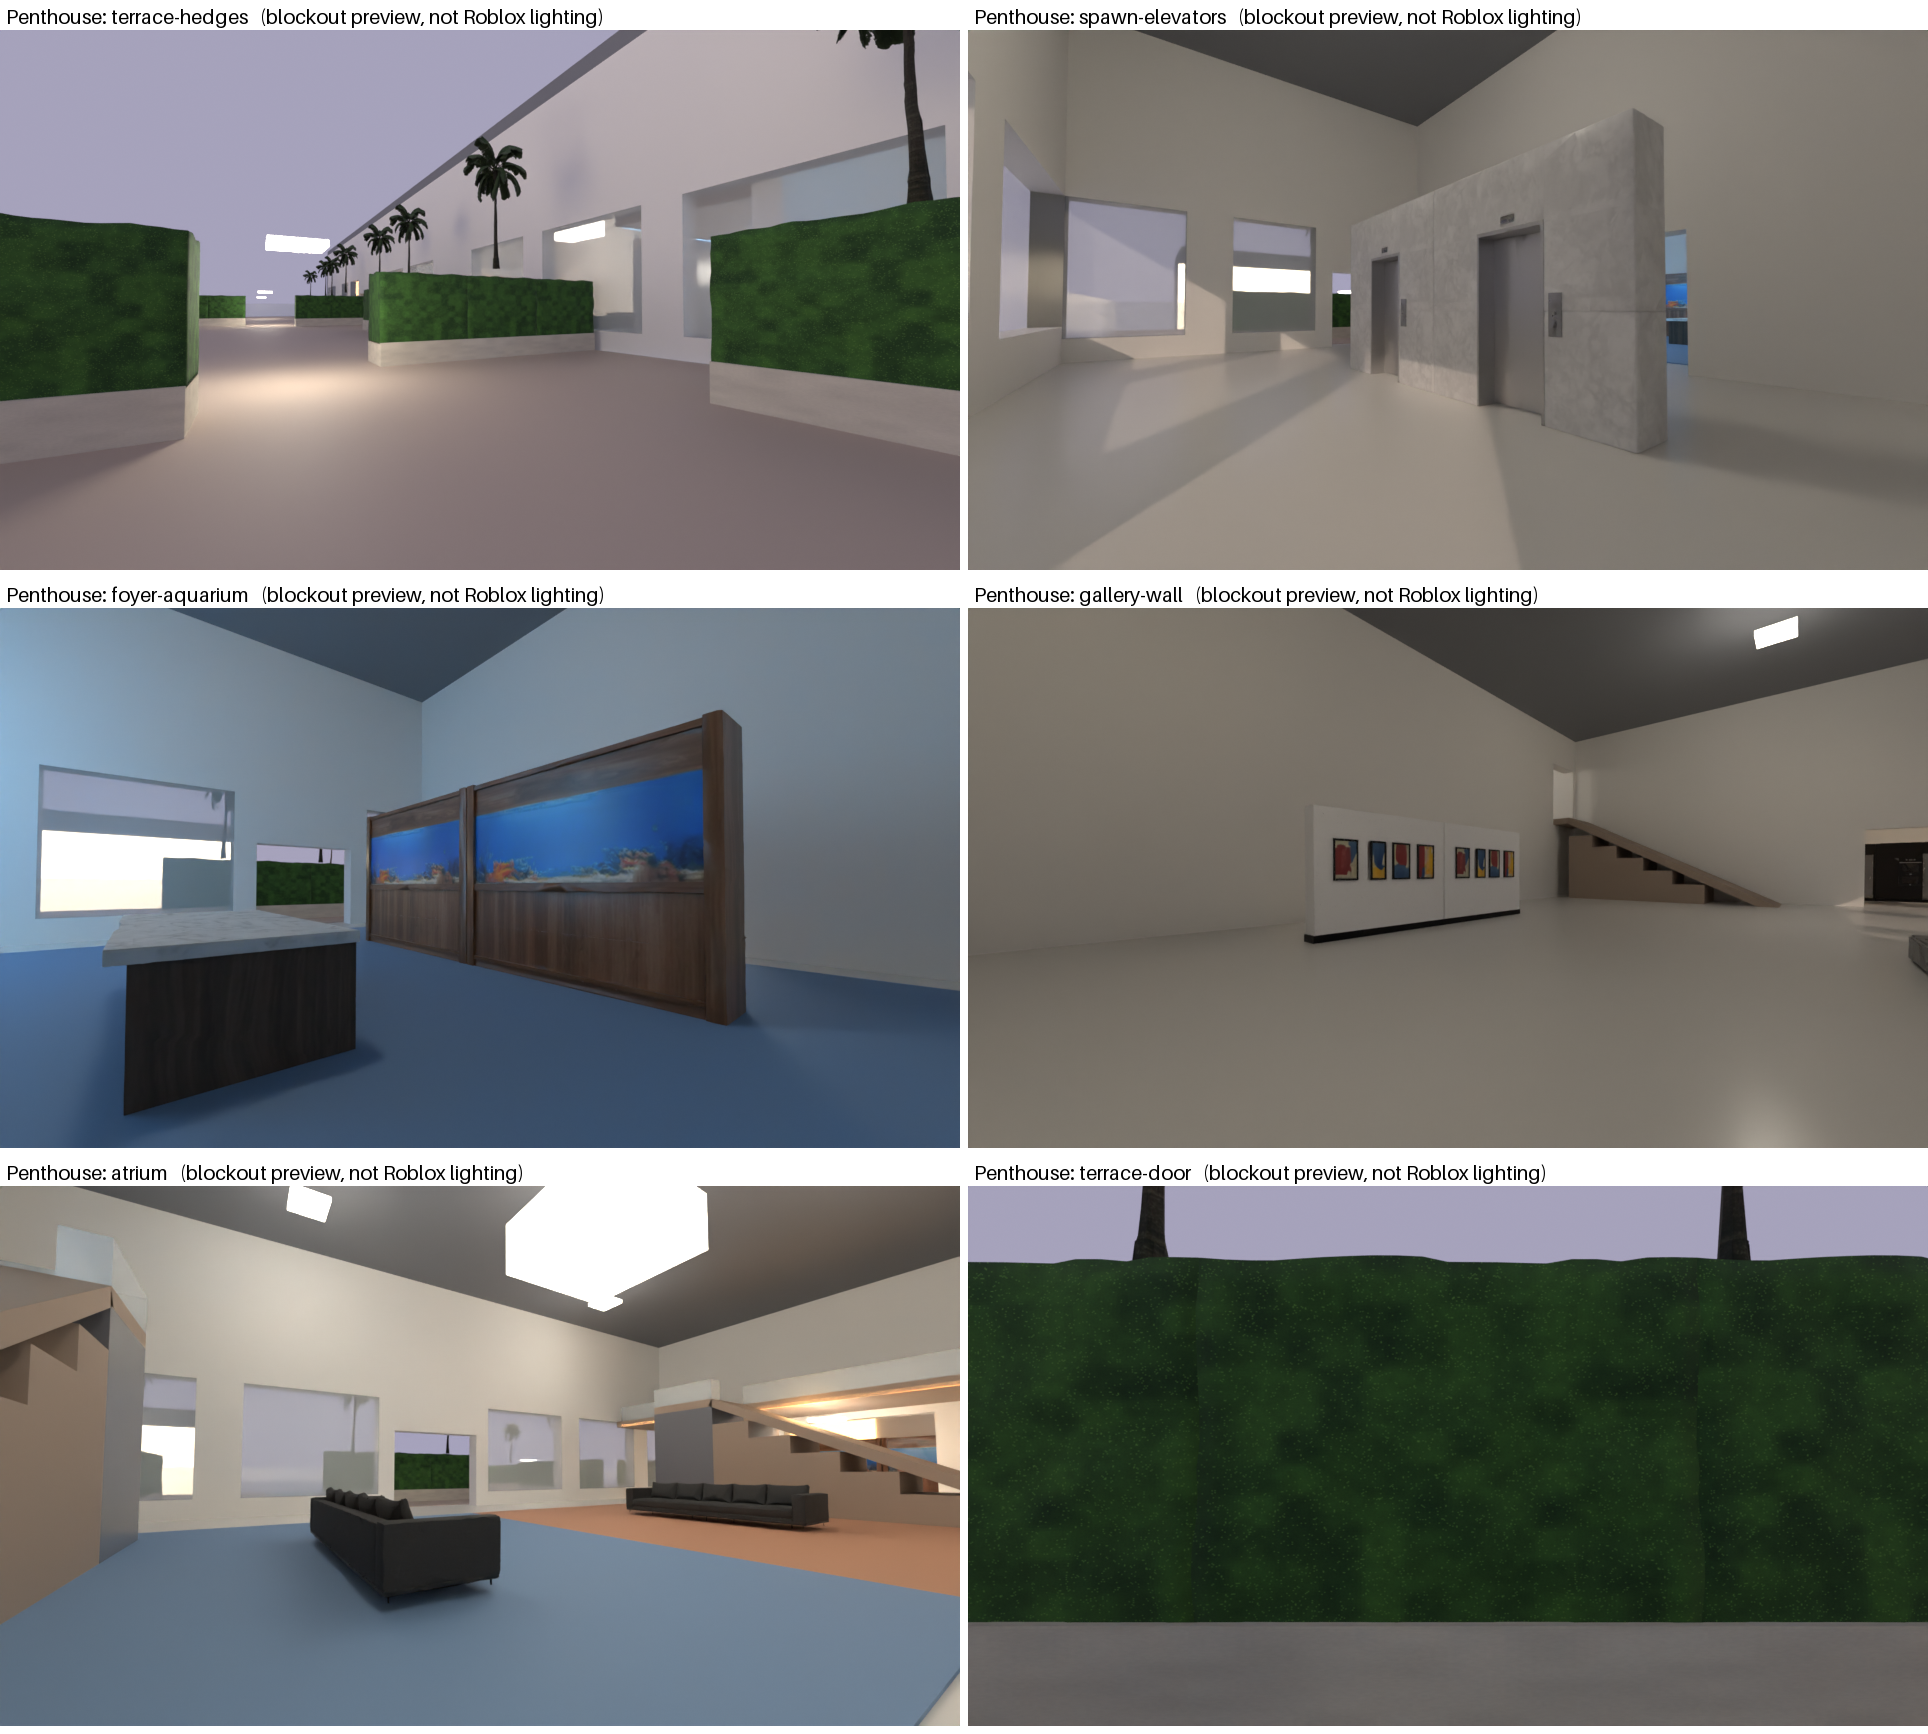 Penthouse: terrace-hedges (blockout preview, not Roblox lighting)
Penthouse: spawn-elevators (blockout preview, not Roblox lighting)
Penthouse: foyer-aquarium (blockout preview, not Roblox lighting)
Penthouse: gallery-wall (blockout preview, not Roblox lighting)
Penthouse: atrium (blockout preview, not Roblox lighting)
Penthouse: terrace-door (blockout preview, not Roblox lighting)